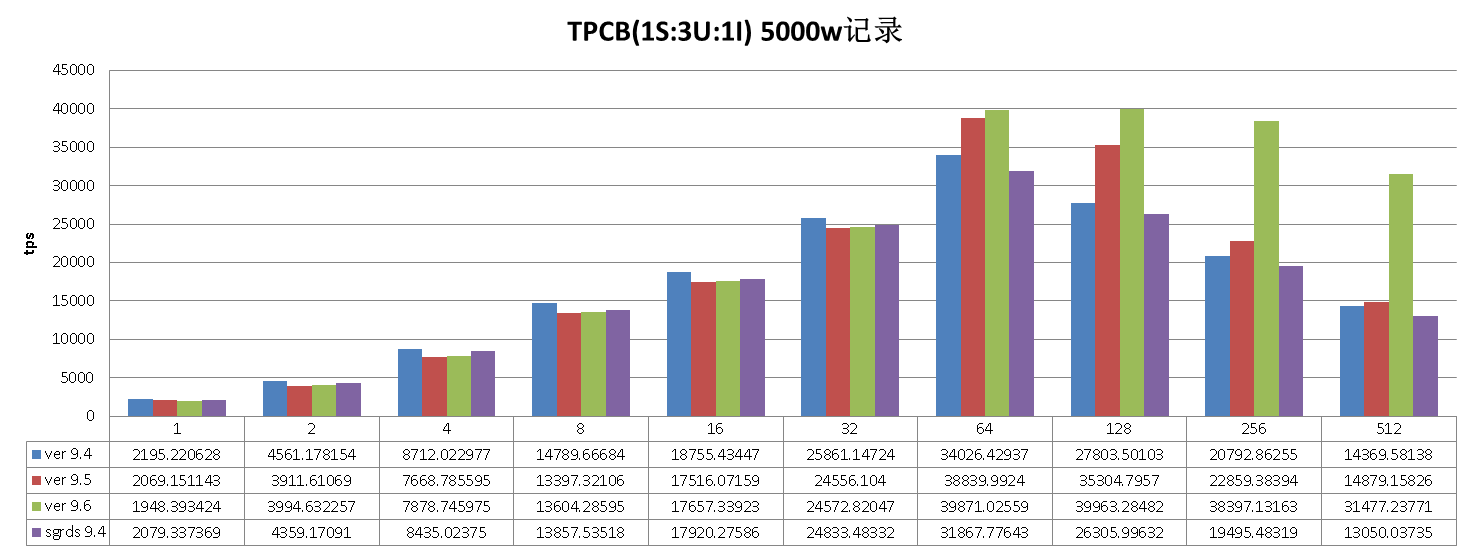 TPCB(1S:3U:1I) 5000w记录
45000
40000
35000
30000
25000
20000
15000
10000
5000
0
tps
1 2 4 8 16 32 64 128 256 512
ver 9.4 2195.220628 4561.178154 8712.022977 14789.66684 18755.43447 25861.14724 34026.42937 27803.50103 20792.86255 14369.58138
ver 9.5 2069.151143 3911.61069 7668.785595 13397.32106 17516.07159 24556.104 38839.9924 35304.7957 22859.38394 14879.15826
ver 9.6 1948.393424 3994.632257 7878.745975 13604.28595 17657.33923 24572.82047 39871.02559 39963.28482 38397.13163 31477.23771
sgrds 9.4 2079.337369 4359.17091 8435.02375 13857.53518 17920.27586 24833.48332 31867.77643 26305.99632 19495.48319 13050.03735